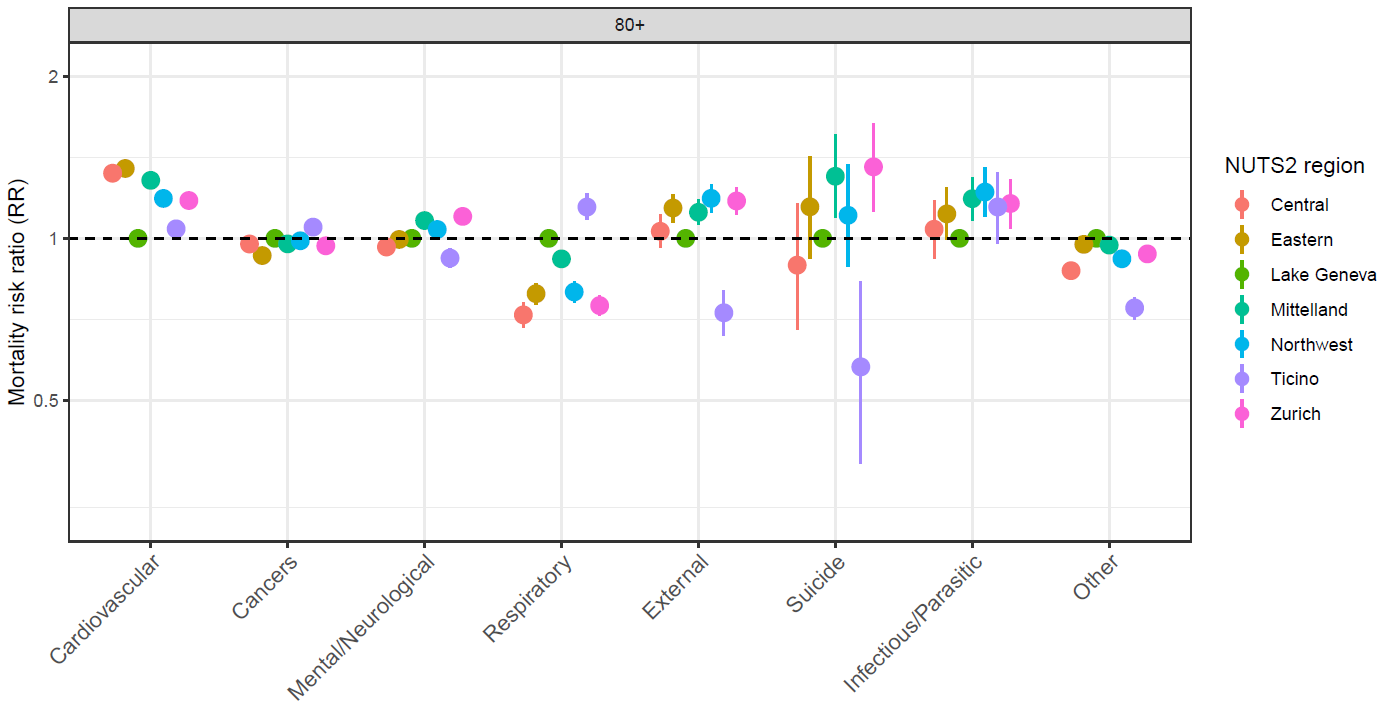 80+
Mortality risk ratio (RR)
2
1
0.5
Cardiovascular
Cancers
Mental/Neurological
Respiratory
External
Suicide
Infectious/Parasitic
Other
NUTS2 region
Central
Eastern
Lake Geneva
Mittelland
Northwest
Ticino
Zurich